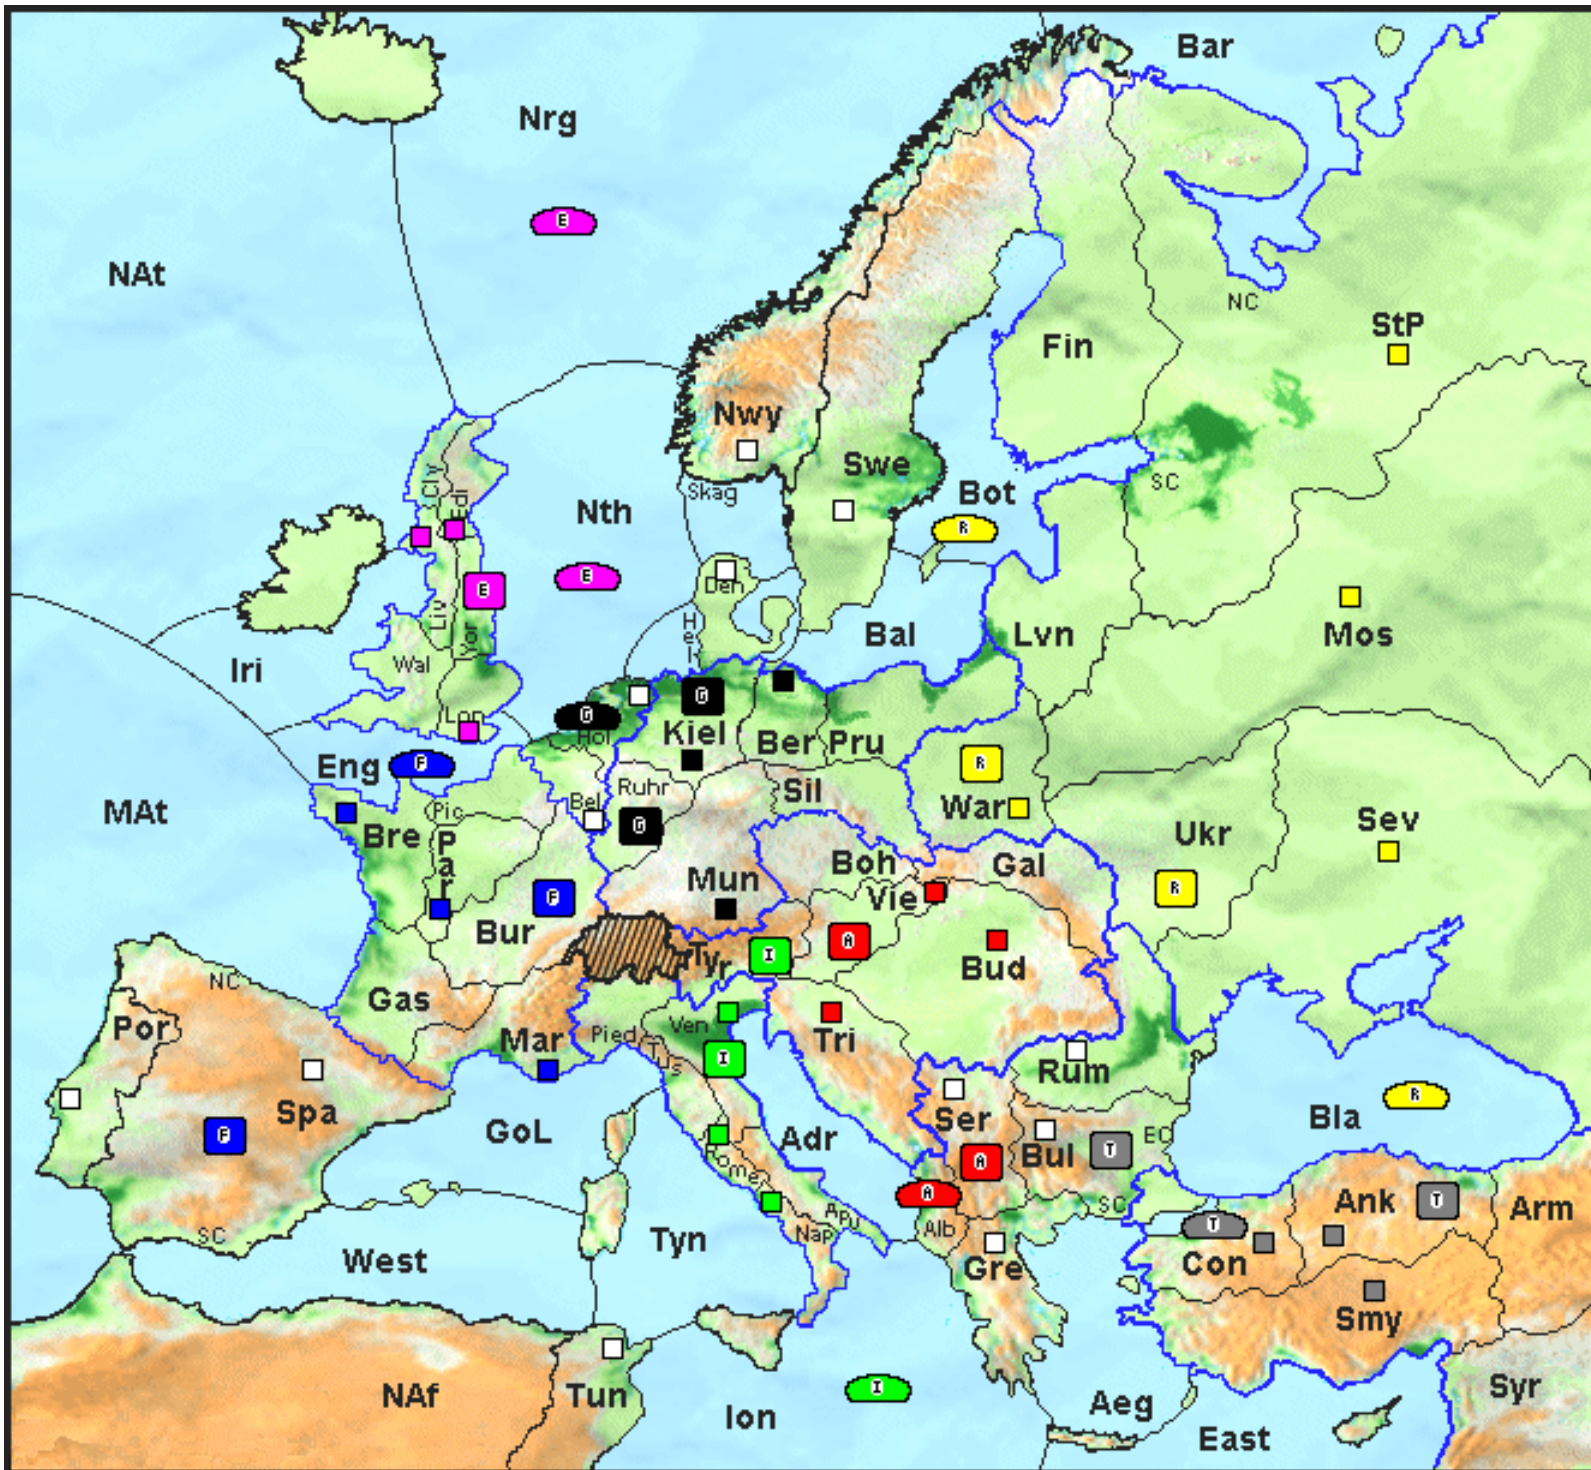 Bar
Nrg
E
NAt
NC
StP
Fin
Nwy
Swe
SC
Cly
Edi
Skag
Bot
R
Nth
E
E
Den
Hel
Liv
Yor
Bal
Lvn
Mos
Iri
Wal
Lon
G
G
Hol
Kiel
Ber
Pru
Eng
F
R
War
MAt
Bre
Pic
Par
Bel
Ruhr
G
Sil
Ukr
Sev
Boh
Gal
Mun
Vie
R
F
Bur
Tyr
I
A
Bud
NC
Por
Gas
Mar
Pied
Ven
Tus
I
Tri
Rum
Spa
F
GoL
Rome
Adr
Ser
A
Bul
T
EC
Bla
R
SC
West
Tyn
Apu
Nap
A
Alb
Gre
SC
T
Con
Ank
T
Arm
Smy
NAf
Tun
Ion
I
Aeg
East
Syr